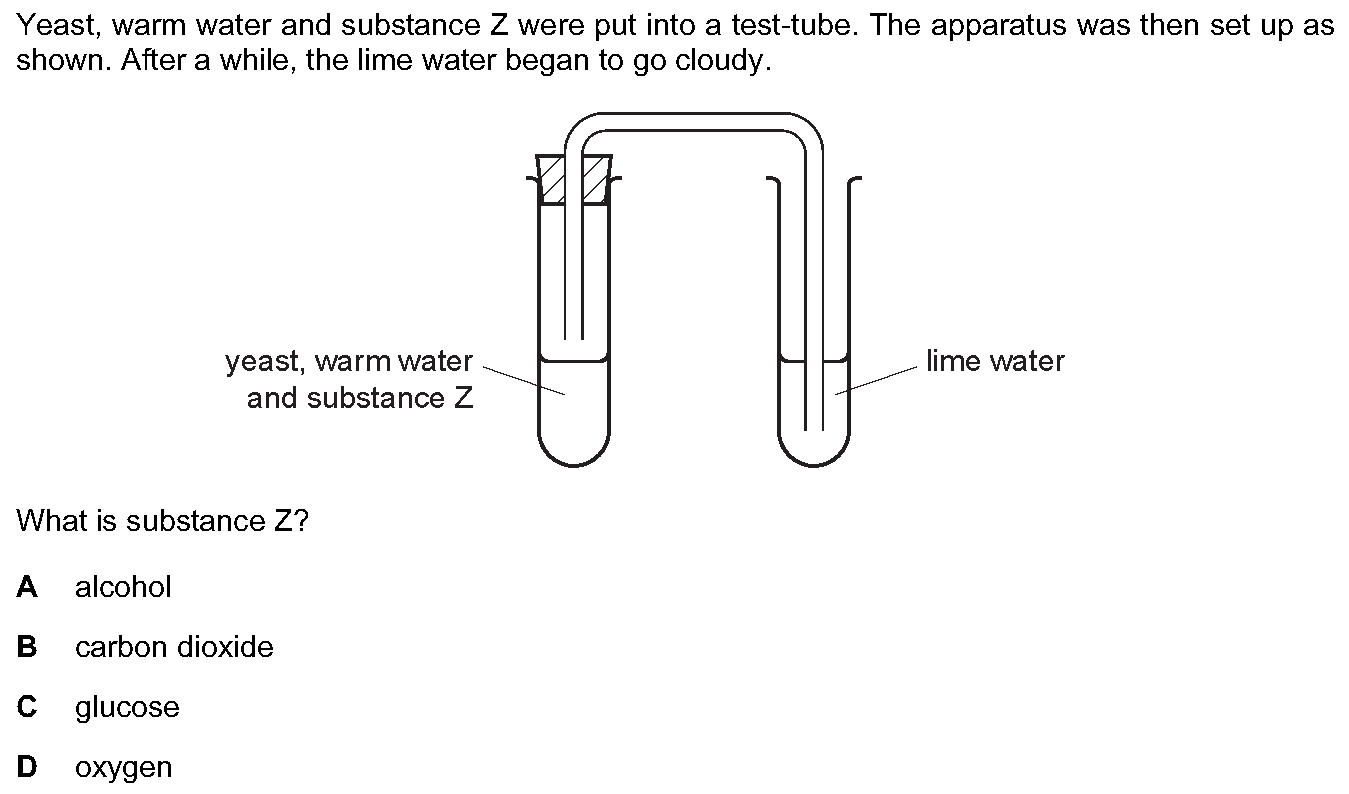 Yeast, warm water and substance Z were put into a test-tube. The apparatus was then set up as
shown. After a while, the lime water began to go cloudy.
yeast, warm water
and substance Z
lime water
What is substance Z?
A alcohol
B carbon dioxide
C glucose
D oxygen